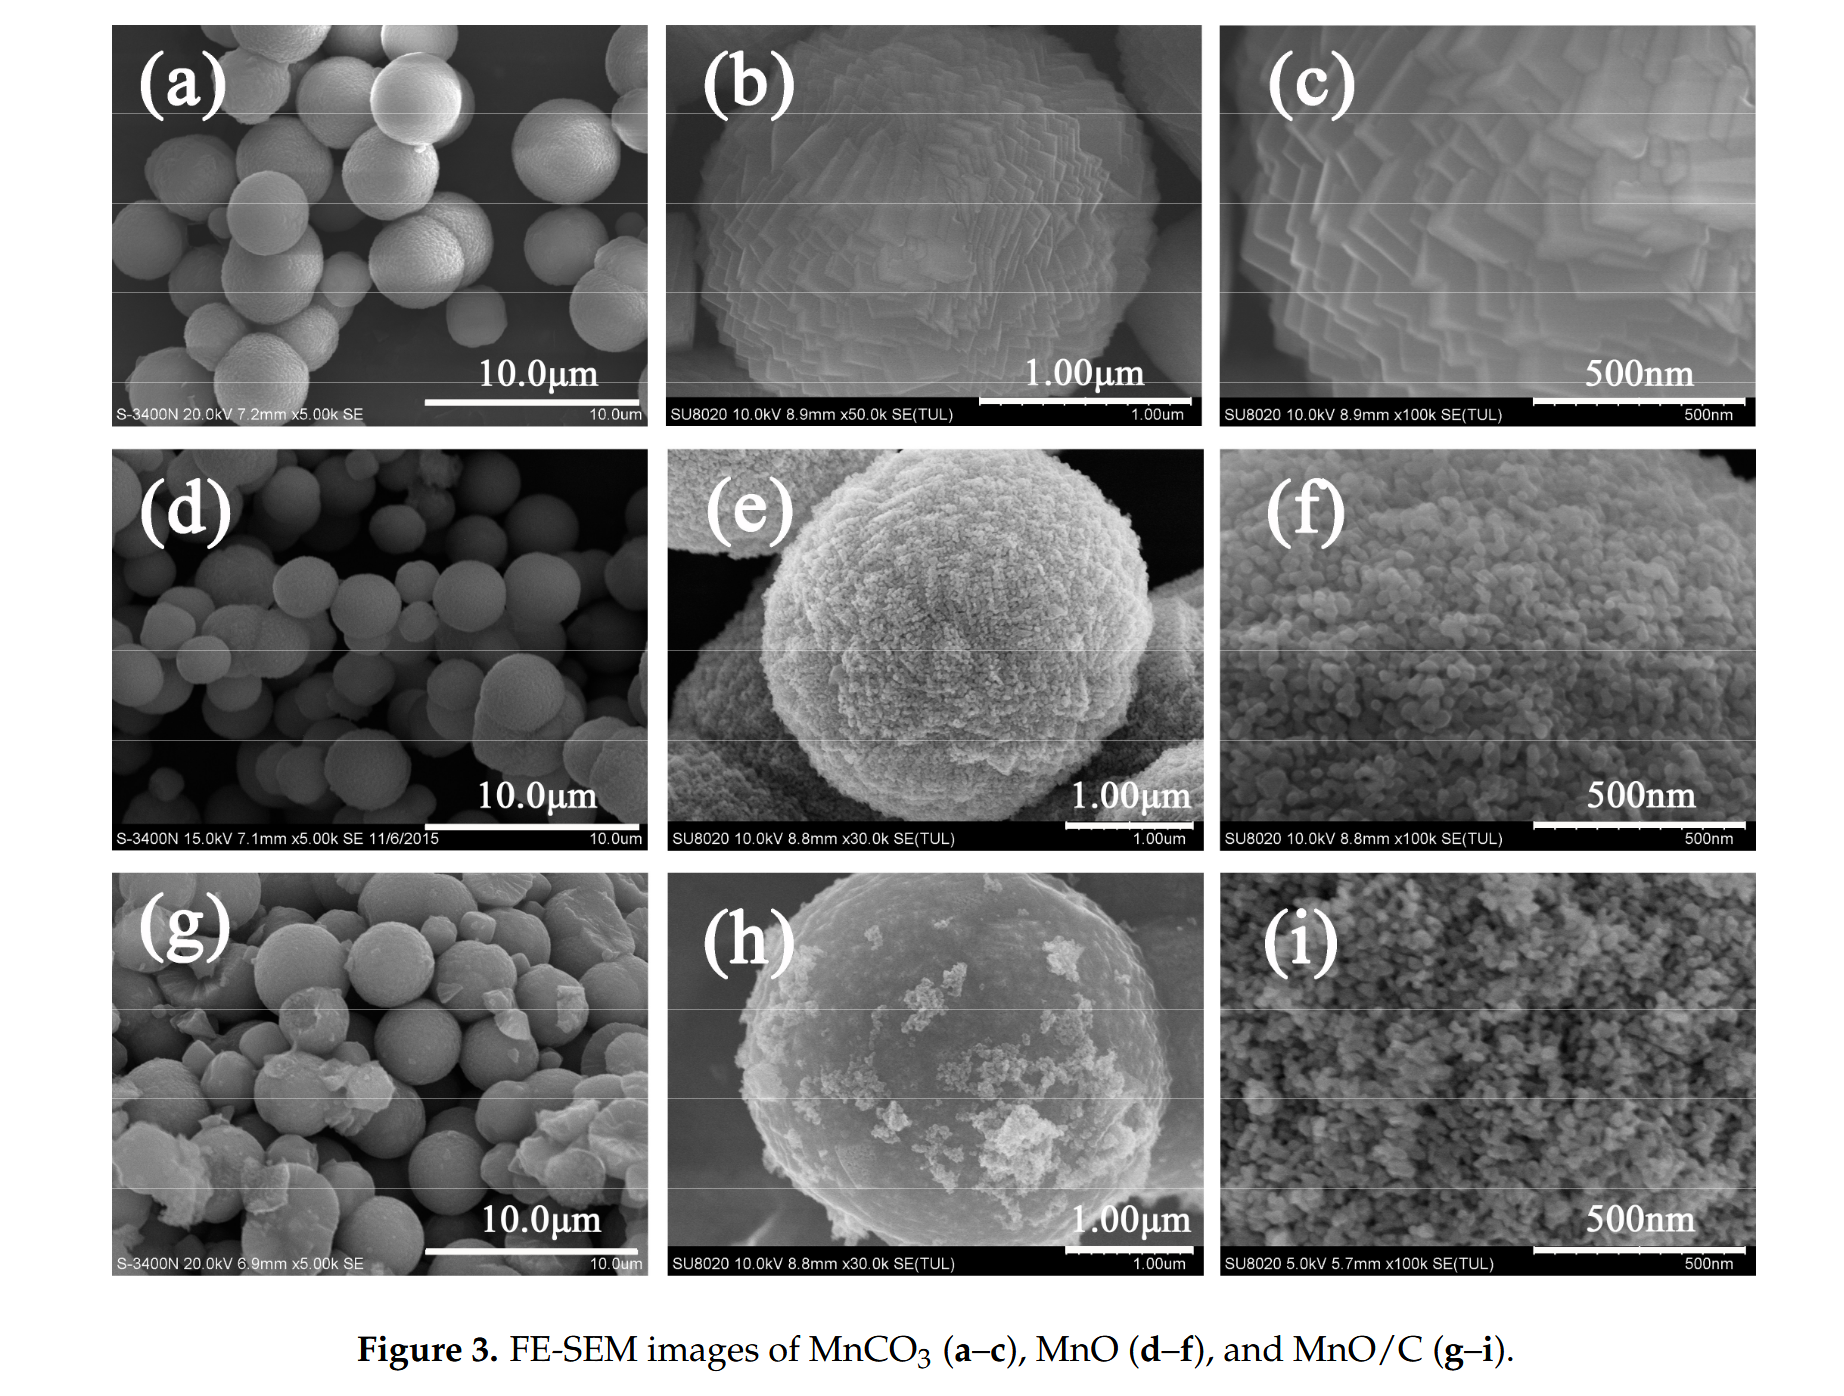 (a)
10.0μm
S-3400N 20.0kV 7.2mm x5.00k SE 10.0um
(b)
1.00μm
SU8020 10.0kV 8.9mm x50.0k SE(TUL) 1.00um
(c)
500nm
SU8020 10.0kV 8.9mm x100k SE(TUL) 500nm
(d)
10.0μm
S-3400N 15.0kV 7.1mm x5.00k SE 11/6/2015 10.0um
(e)
1.00μm
SU8020 10.0kV 8.8mm x30.0k SE(TUL) 1.00um
(f)
500nm
SU8020 10.0kV 8.8mm x100k SE(TUL) 500nm
(g)
10.0μm
S-3400N 20.0kV 6.9mm x5.00k SE 10.0um
(h)
1.00μm
SU8020 10.0kV 8.8mm x30.0k SE(TUL) 1.00um
(i)
500nm
SU8020 5.0kV 5.7mm x100k SE(TUL) 500nm
Figure 3. FE-SEM images of MnCO₃ (a–c), MnO (d–f), and MnO/C (g–i).